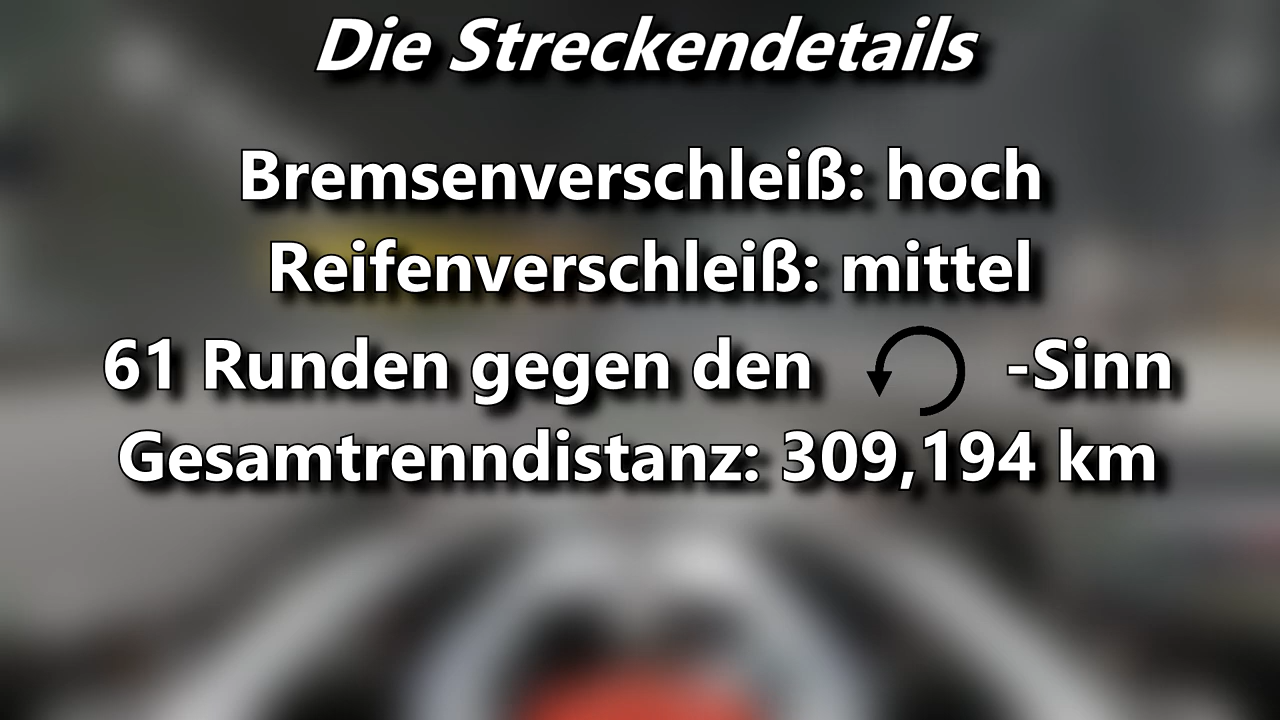 Die Streckendetails
Bremsenverschleiß: hoch
Reifenverschleiß: mittel
61 Runden gegen den -Sinn
Gesamtrenndistanz: 309,194 km